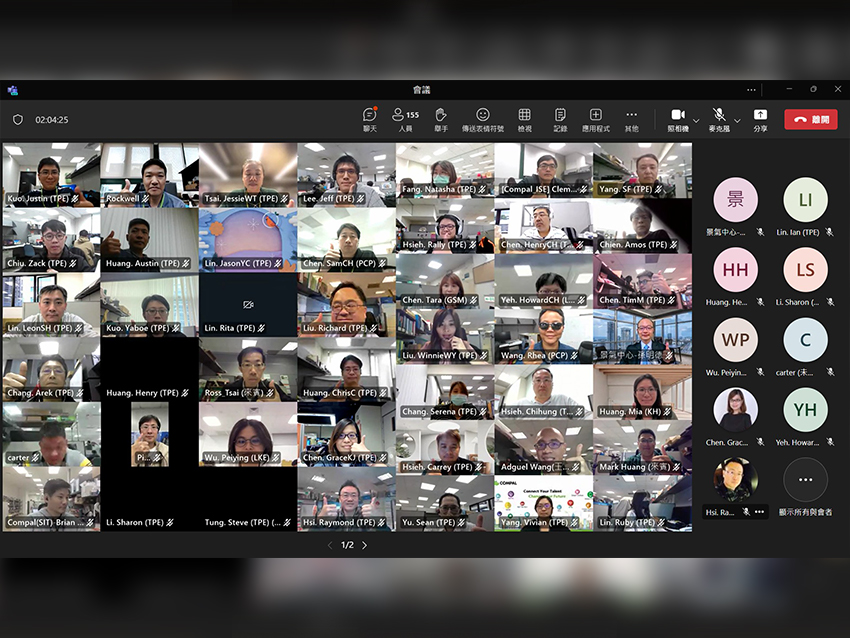 會議
02:04:25
155
聊天 人員 舉手 傳送表情符號 檢視 記錄 應用程式 其他 照相機 麥克風 分享 離開
Kuo. Justin (TPE) Rockwell Tsai. JessieWT (TPE) Lee. Jeff (TPE) Fang. Natasha (TPE) [Compal_ISE] Clem... Yang. SF (TPE)
Chiu. Zack (TPE) Huang. Austin (TPE) Lin. JasonYC (TPE) Chen. SamCH (PCP) Hsieh. Rally (TPE) Chen. HenryCH (T... Chien. Amos (TPE)
Lin. LeonSH (TPE) Kuo. Yaboe (TPE) Lin. Rita (TPE) Liu. Richard (TPE) Chen. Tara (GSM) Yeh. HowardCH (L... Chen. TimM (TPE)
Liu. WinnieWY (TPE) Wang. Rhea (PCP) 景氣中心-孫明德
Chang. Arek (TPE) Huang. Henry (TPE) Ross_Tsai (米青) Huang. ChrisC (TPE)
Chang. Serena (TPE) Hsieh. Chihung (T... Huang. Mia (KH)
carter Pi... Wu. Peiying (LKE) Chen. GraceKJ (TPE) Hsieh. Carrey (TPE) Adguel Wang(王... Mark Huang (米青)
Compal(SIT) Brian ... Li. Sharon (TPE) Tung. Steve (TPE) (... Hsi. Raymond (TPE) Yu. Sean (TPE) Yang. Vivian (TPE) Lin. Ruby (TPE)
COMPAL
Connect Your Talent
景 LI
景氣中心-... Lin. Ian (TPE)
HH LS
Huang. He... Li. Sharon (...
WP C
Wu. Peiyin... carter (未...
YH
Chen. Grac... Yeh. Howar...
Hsi. Ra... 顯示所有與會者
1/2